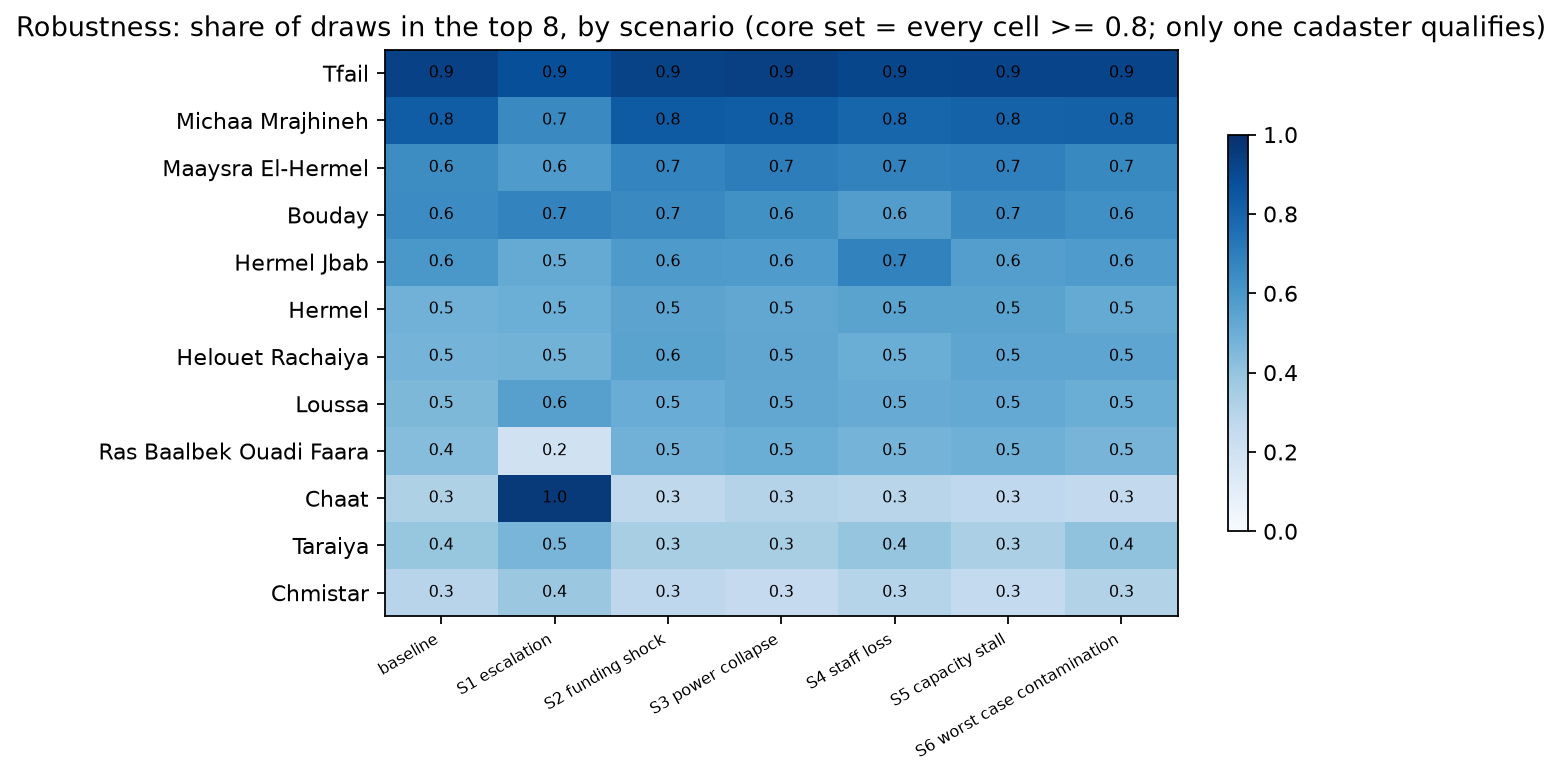 Robustness: share of draws in the top 8, by scenario (core set = every cell >= 0.8; only one cadaster qualifies)
Tfail 0.9 0.9 0.9 0.9 0.9 0.9 0.9
Michaa Mrajhineh 0.8 0.7 0.8 0.8 0.8 0.8 0.8
Maaysra El-Hermel 0.6 0.6 0.7 0.7 0.7 0.7 0.7
Bouday 0.6 0.7 0.7 0.6 0.6 0.7 0.6
Hermel Jbab 0.6 0.5 0.6 0.6 0.7 0.6 0.6
Hermel 0.5 0.5 0.5 0.5 0.5 0.5 0.5
Helouet Rachaiya 0.5 0.5 0.6 0.5 0.5 0.5 0.5
Loussa 0.5 0.6 0.5 0.5 0.5 0.5 0.5
Ras Baalbek Ouadi Faara 0.4 0.2 0.5 0.5 0.5 0.5 0.5
Chaat 0.3 1.0 0.3 0.3 0.3 0.3 0.3
Taraiya 0.4 0.5 0.3 0.3 0.4 0.3 0.4
Chmistar 0.3 0.4 0.3 0.3 0.3 0.3 0.3
baseline
S1 escalation
S2 funding shock
S3 power collapse
S4 staff loss
S5 capacity stall
S6 worst case contamination
1.0
0.8
0.6
0.4
0.2
0.0